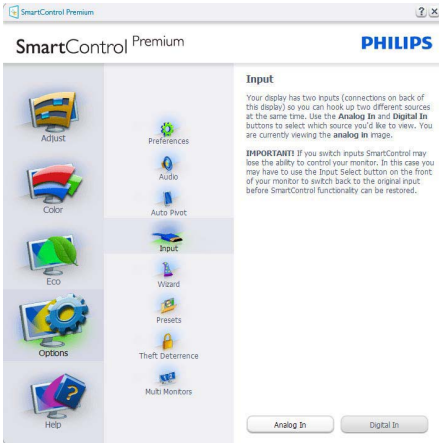 SmartControl Premium
? x
SmartControl Premium
PHILIPS
Adjust
Color
Eco
Options
Help
Preferences
Audio
Auto Pivot
Input
Wizard
Presets
Theft Deterrence
Multi Monitors
Input
Your display has two inputs (connections on back of
this display) so you can hook up two different sources
at the same time. Use the Analog In and Digital In
buttons to select which source you'd like to view. You
are currently viewing the analog in image.
IMPORTANT! If you switch inputs SmartControl may
lose the ability to control your monitor. In this case you
may have to use the Input Select button on the front
of your monitor to switch back to the original input
before SmartControl functionality can be restored.
Analog In
Digital In